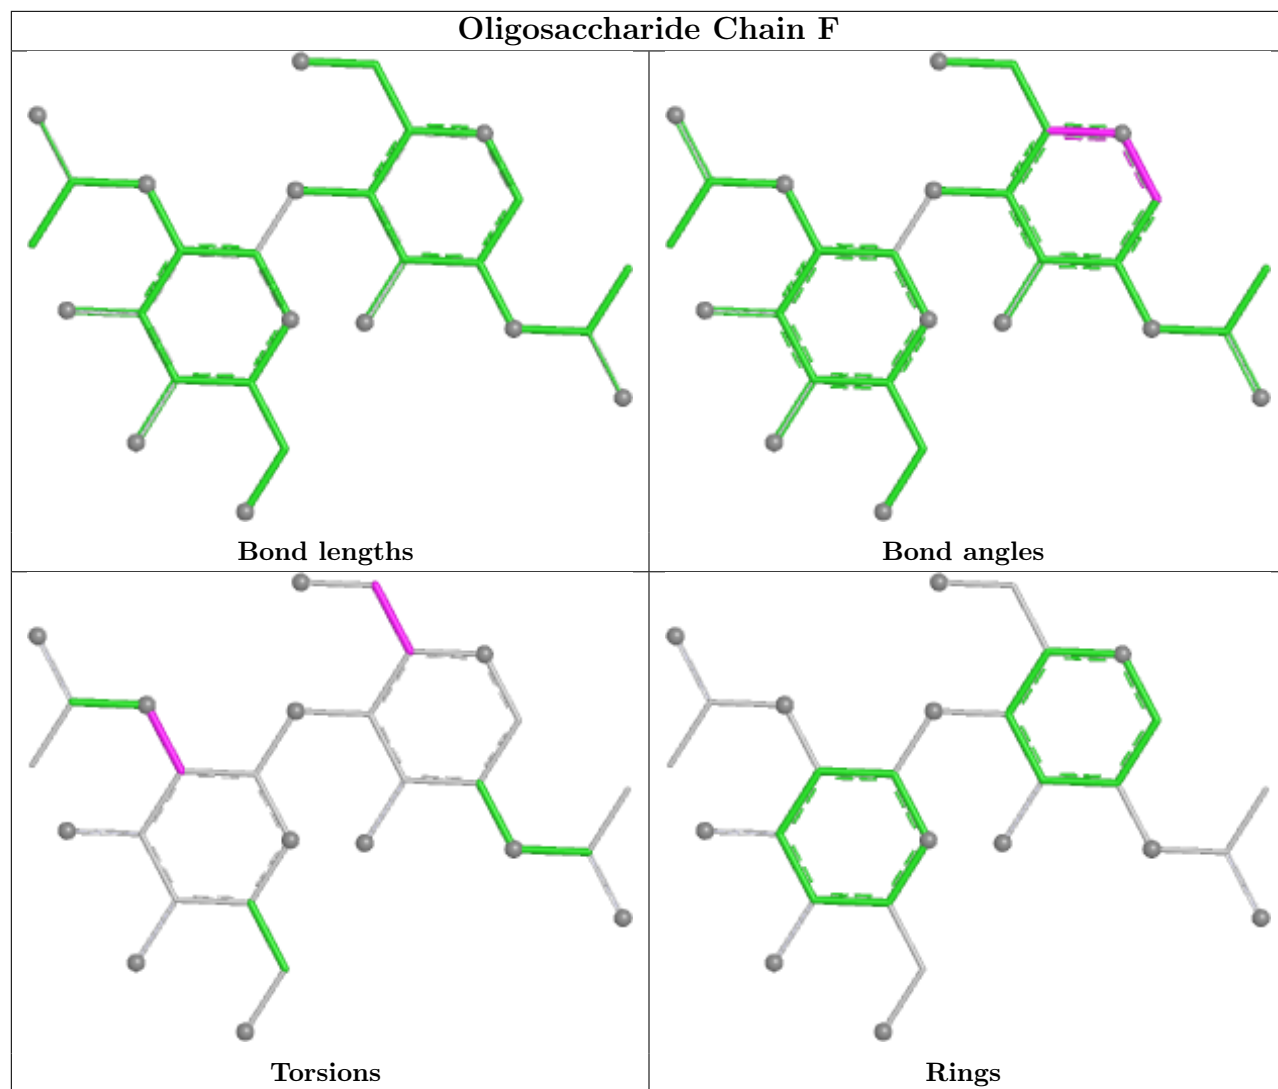 Oligosaccharide Chain F
Bond lengths
Bond angles
Torsions
Rings